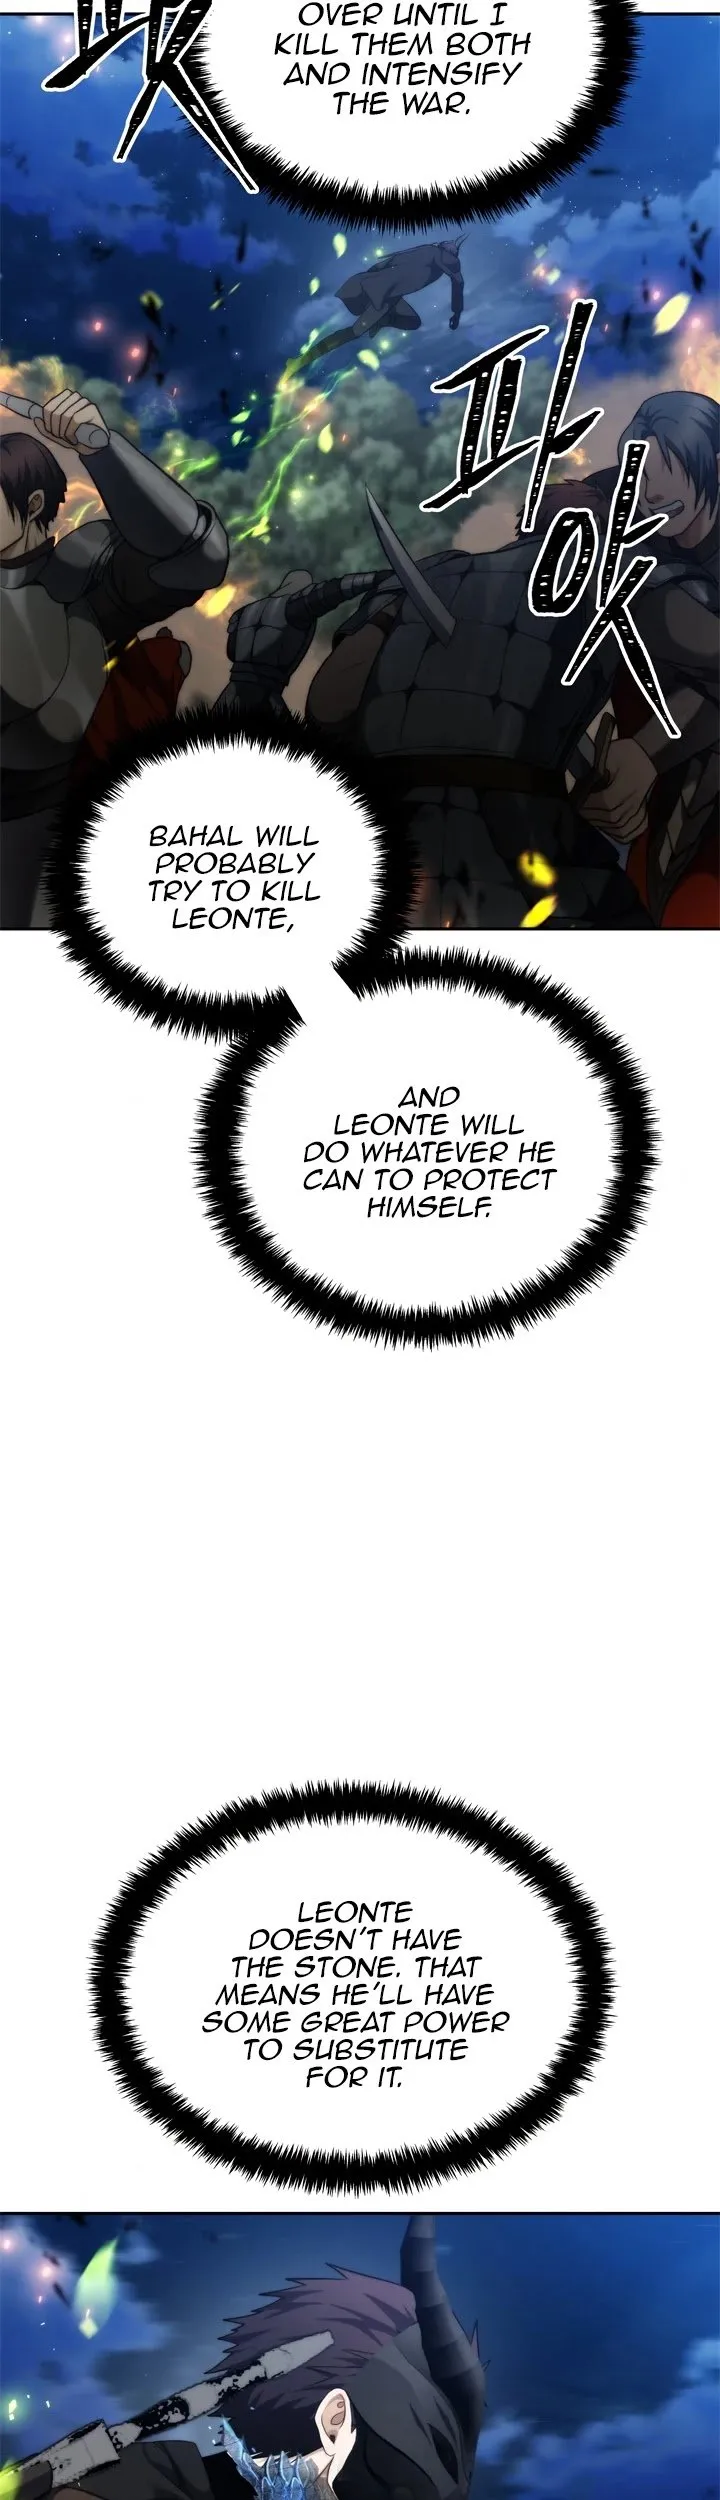 OVER UNTIL I
KILL THEM BOTH
AND INTENSIFY
THE WAR.
파
악
BAHAL WILL
PROBABLY
TRY TO KILL
LEONTE,
AND
LEONTE WILL
DO WHATEVER HE
CAN TO PROTECT
HIMSELF.
LEONTE
DOESN'T HAVE
THE STONE. THAT
MEANS HE'LL HAVE
SOME GREAT POWER
TO SUBSTITUTE
FOR IT.